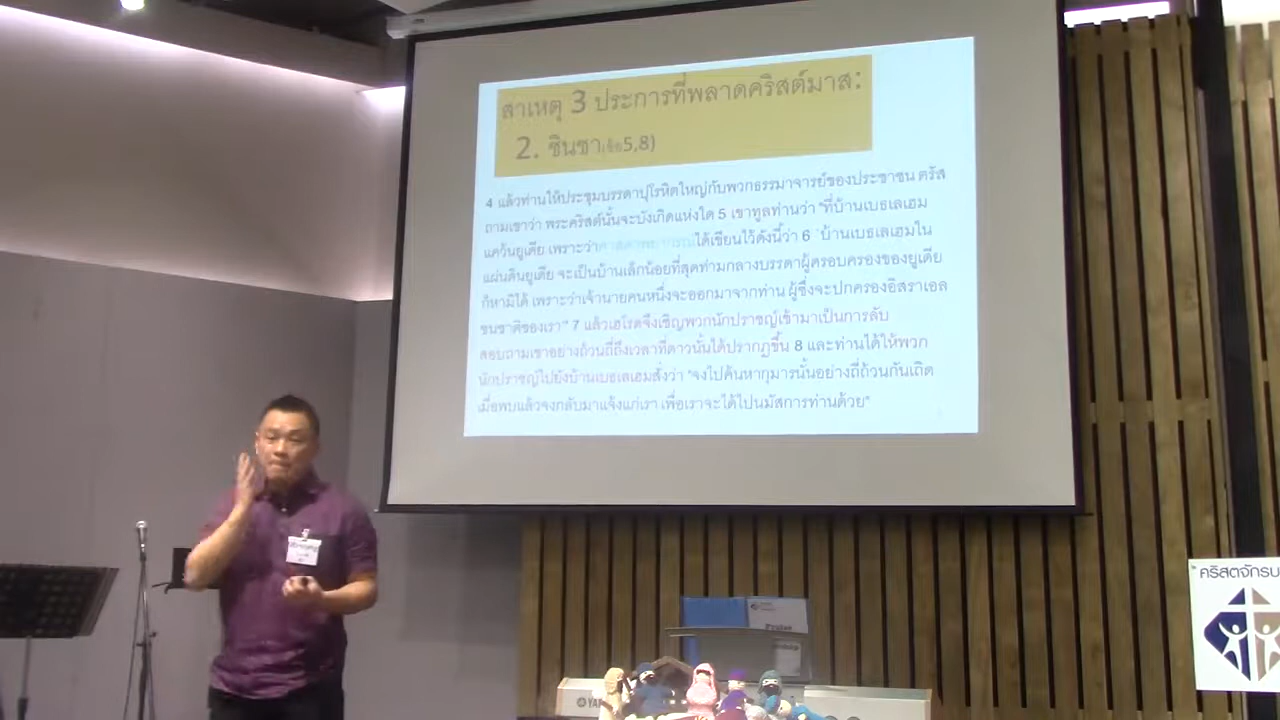 สาเหตุ 3 ประการที่พลาดคริสต์มาส:
2. ชินชา(ข้อ5,8)
4 แล้วท่านให้ประชุมบรรดาปุโรหิตใหญ่กับพวกธรรมาจารย์ของประชาชน ตรัส
ถามเขาว่า พระคริสต์นั้นจะบังเกิดแห่งใด 5 เขาทูลท่านว่า "ที่บ้านเบธเลเฮม
แคว้นยูเดีย เพราะว่าศาสดาพยากรณ์ได้เขียนไว้ดังนี้ว่า 6 `บ้านเบธเลเฮมใน
แผ่นดินยูเดีย จะเป็นบ้านเล็กน้อยที่สุดท่ามกลางบรรดาผู้ครอบครองของยูเดีย
ก็หามิได้ เพราะว่าเจ้านายคนหนึ่งจะออกมาจากท่าน ผู้ซึ่งจะปกครองอิสราเอล
ชนชาติของเรา'" 7 แล้วเฮโรดจึงเชิญพวกนักปราชญ์เข้ามาเป็นการลับ
สอบถามเขาอย่างถ้วนถี่ถึงเวลาที่ดาวนั้นได้ปรากฏขึ้น 8 และท่านได้ให้พวก
นักปราชญ์ไปยังบ้านเบธเลเฮมสั่งว่า "จงไปค้นหากุมารนั้นอย่างถี่ถ้วนกันเถิด
เมื่อพบแล้วจงกลับมาแจ้งแก่เรา เพื่อเราจะได้ไปนมัสการท่านด้วย"
คริสตจักรบ